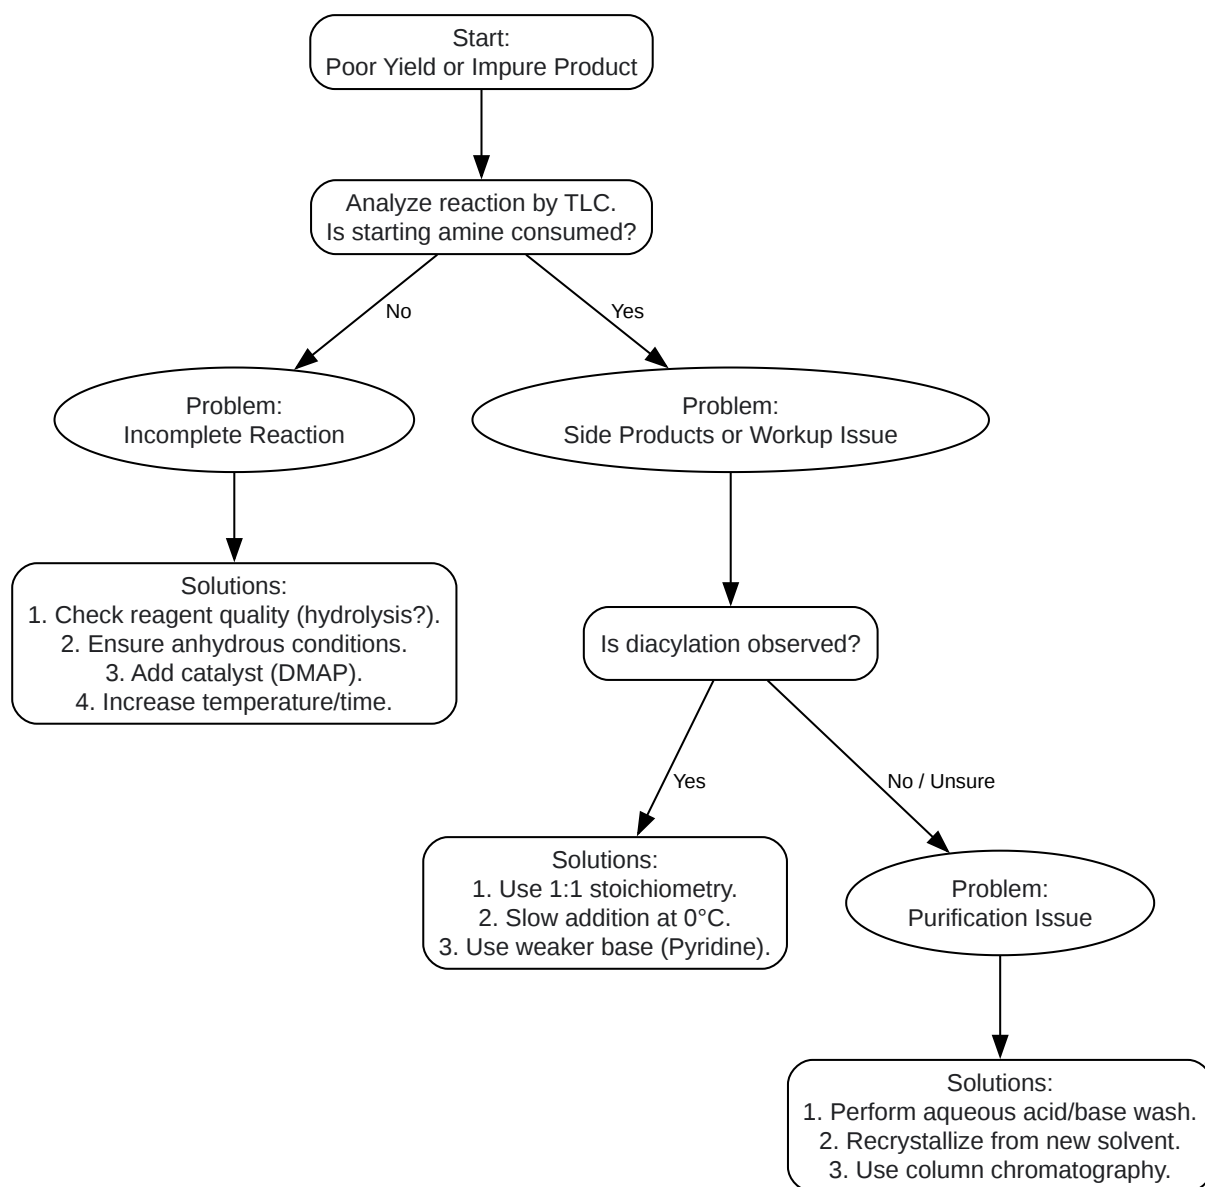 Start:
Poor Yield or Impure Product
Analyze reaction by TLC.
Is starting amine consumed?
No
Yes
Problem:
Incomplete Reaction
Problem:
Side Products or Workup Issue
Solutions:
1. Check reagent quality (hydrolysis?).
2. Ensure anhydrous conditions.
3. Add catalyst (DMAP).
4. Increase temperature/time.
Is diacylation observed?
Yes
No / Unsure
Solutions:
1. Use 1:1 stoichiometry.
2. Slow addition at 0°C.
3. Use weaker base (Pyridine).
Problem:
Purification Issue
Solutions:
1. Perform aqueous acid/base wash.
2. Recrystallize from new solvent.
3. Use column chromatography.